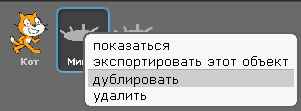 Кот
показаться
экспортировать этот объект
дублировать
удалить